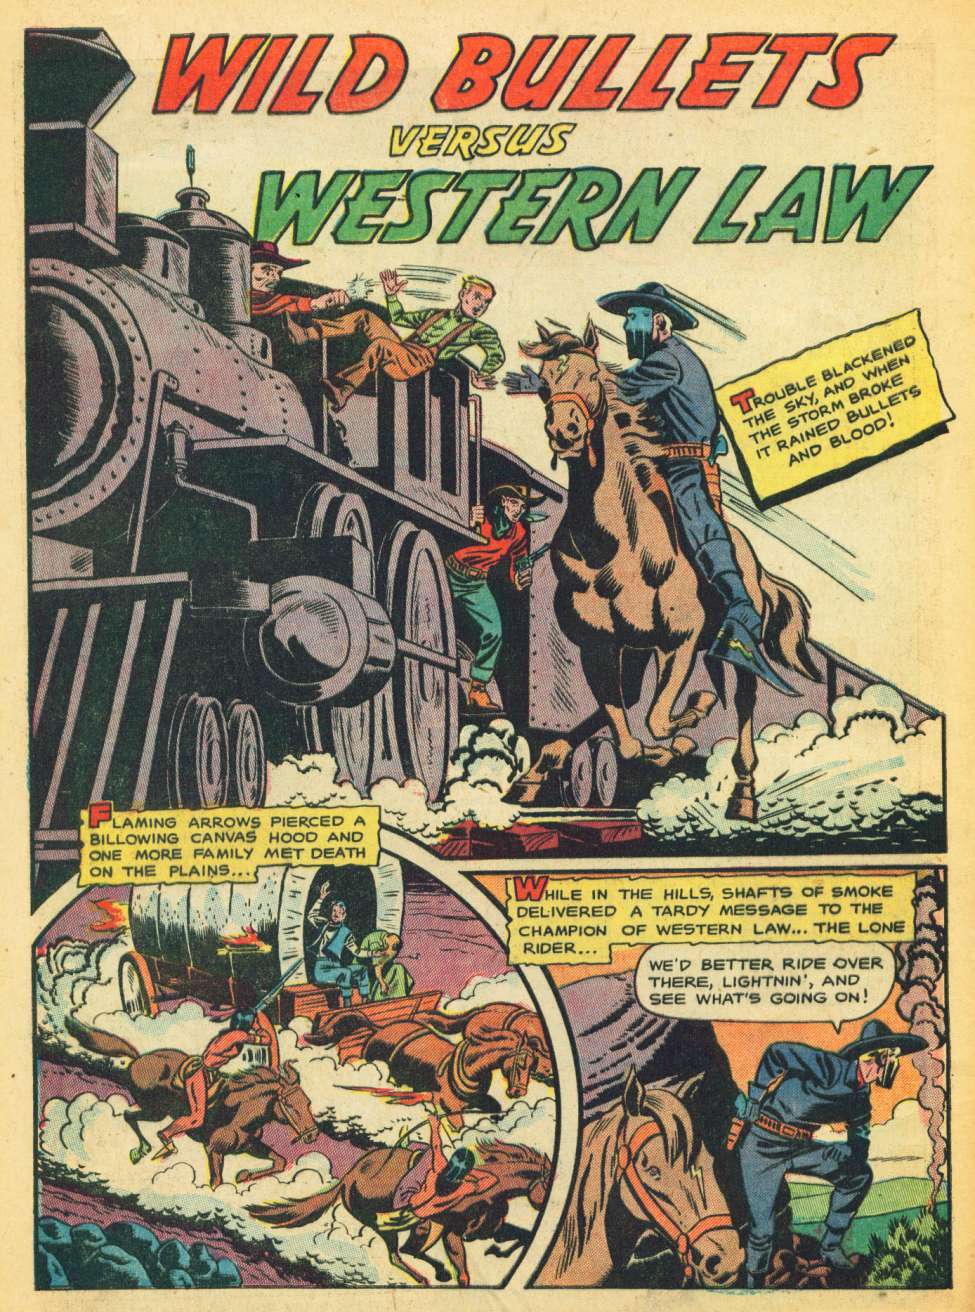 WILD BULLETS
VERSUS
WESTERN LAW
TROUBLE BLACKENED
THE SKY, AND WHEN
THE STORM BROKE
IT RAINED BULLETS
AND BLOOD!
FLAMING ARROWS PIERCED A
BILLOWING CANVAS HOOD AND
ONE MORE FAMILY MET DEATH
ON THE PLAINS...
WHILE IN THE HILLS, SHAFTS OF SMOKE
DELIVERED A TARDY MESSAGE TO THE
CHAMPION OF WESTERN LAW... THE LONE
RIDER...
WE'D BETTER RIDE OVER
THERE, LIGHTNIN', AND
SEE WHAT'S GOING ON!